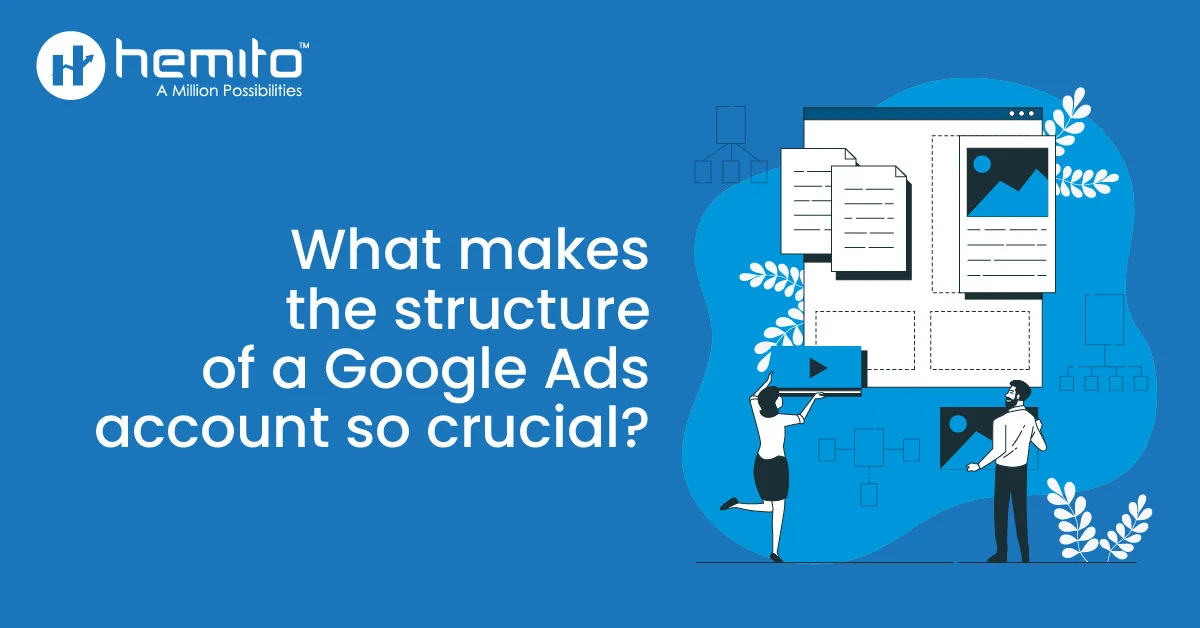 hemito™
A Million Possibilities
What makes
the structure
of a Google Ads
account so crucial?